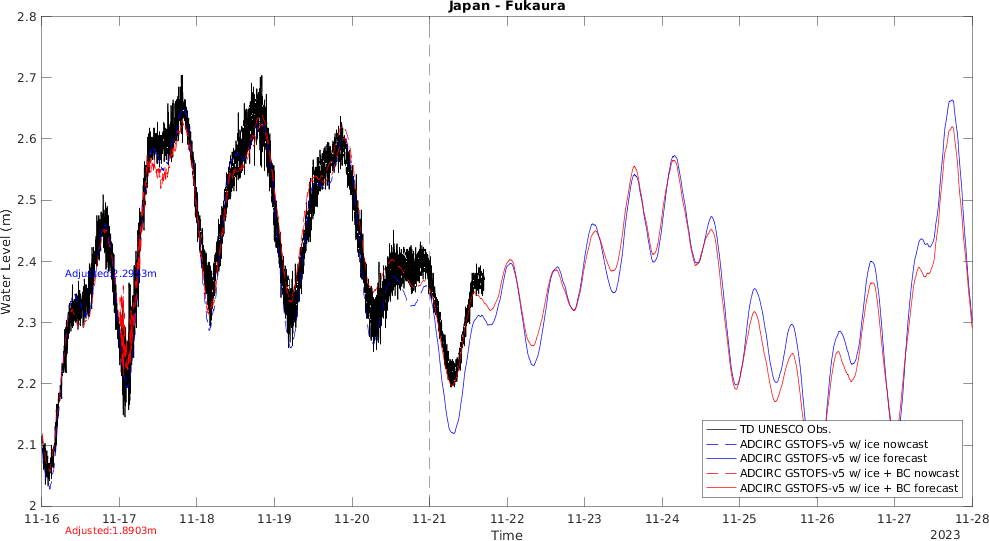 Japan - Fukaura
2.8
2.7
2.6
2.5
2.4
2.3
2.2
2.1
2
Water Level (m)
Adjusted:2.2943m
Adjusted:1.8903m
TD UNESCO Obs.
ADCIRC GSTOFS-v5 w/ ice nowcast
ADCIRC GSTOFS-v5 w/ ice forecast
ADCIRC GSTOFS-v5 w/ ice + BC nowcast
ADCIRC GSTOFS-v5 w/ ice + BC forecast
11-16 11-17 11-18 11-19 11-20 11-21 11-22 11-23 11-24 11-25 11-26 11-27 11-28
Time
2023